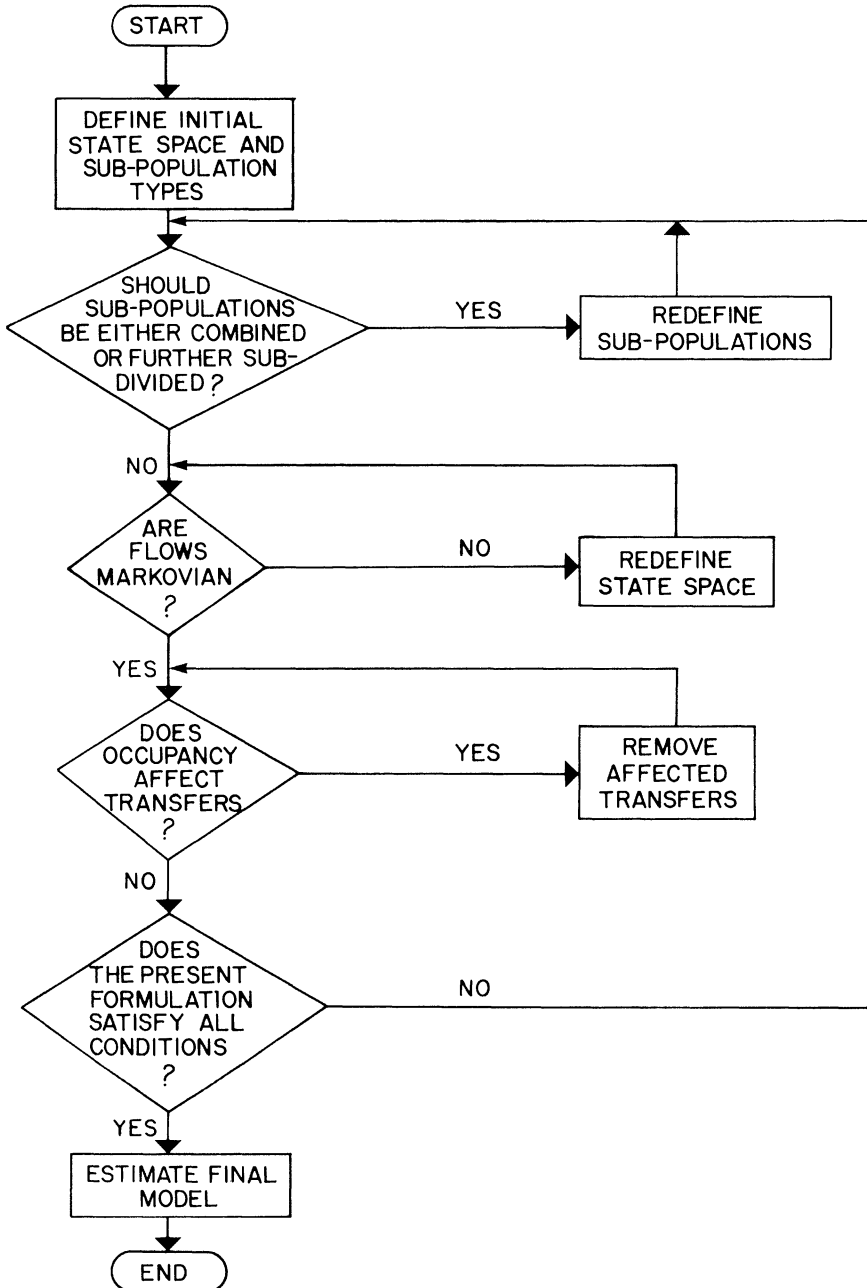 START
DEFINE INITIAL
STATE SPACE AND
SUB-POPULATION
TYPES
SHOULD
SUB-POPULATIONS
BE EITHER COMBINED
OR FURTHER SUB-
DIVIDED?
YES
REDEFINE
SUB-POPULATIONS
NO
ARE
FLOWS
MARKOVIAN
?
NO
REDEFINE
STATE SPACE
YES
DOES
OCCUPANCY
AFFECT
TRANSFERS
?
YES
REMOVE
AFFECTED
TRANSFERS
NO
DOES
THE PRESENT
FORMULATION
SATISFY ALL
CONDITIONS
?
NO
YES
ESTIMATE FINAL
MODEL
END